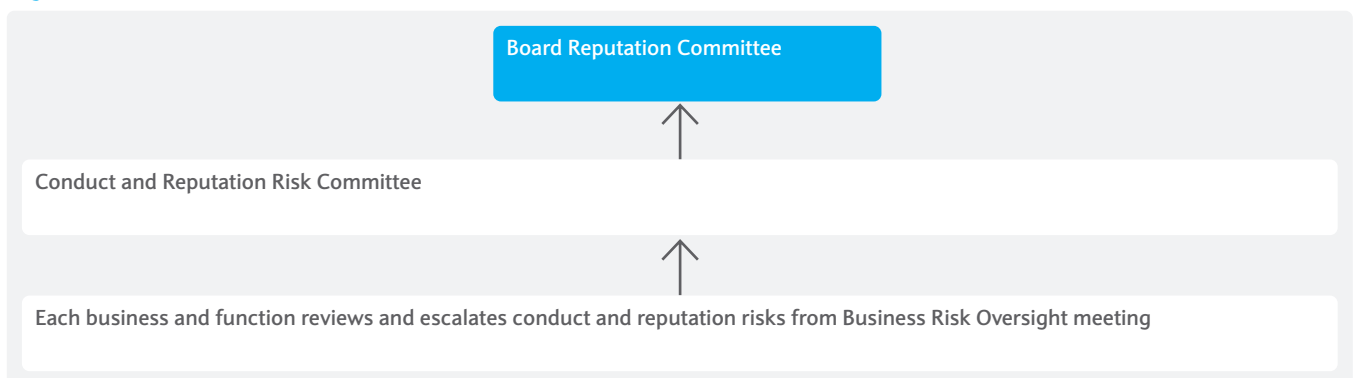 Board Reputation Committee
Conduct and Reputation Risk Committee
Each business and function reviews and escalates conduct and reputation risks from Business Risk Oversight meeting